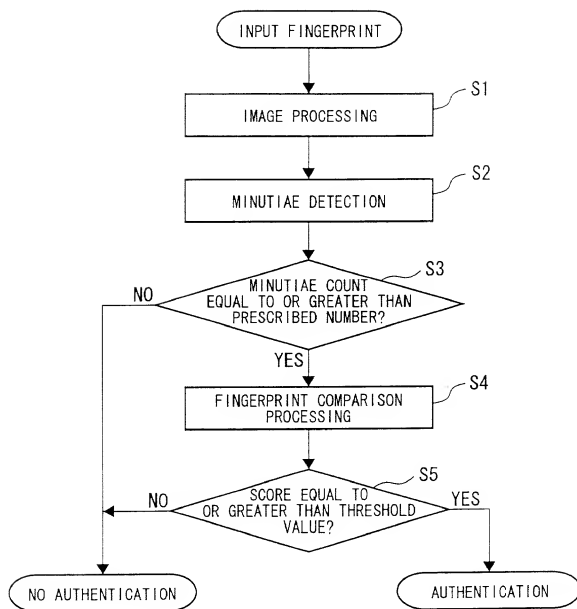 INPUT FINGERPRINT
S1
IMAGE PROCESSING
S2
MINUTIAE DETECTION
S3
MINUTIAE COUNT
EQUAL TO OR GREATER THAN
PRESCRIBED NUMBER?
NO
YES
S4
FINGERPRINT COMPARISON
PROCESSING
S5
SCORE EQUAL TO
OR GREATER THAN THRESHOLD
VALUE?
NO
YES
NO AUTHENTICATION
AUTHENTICATION